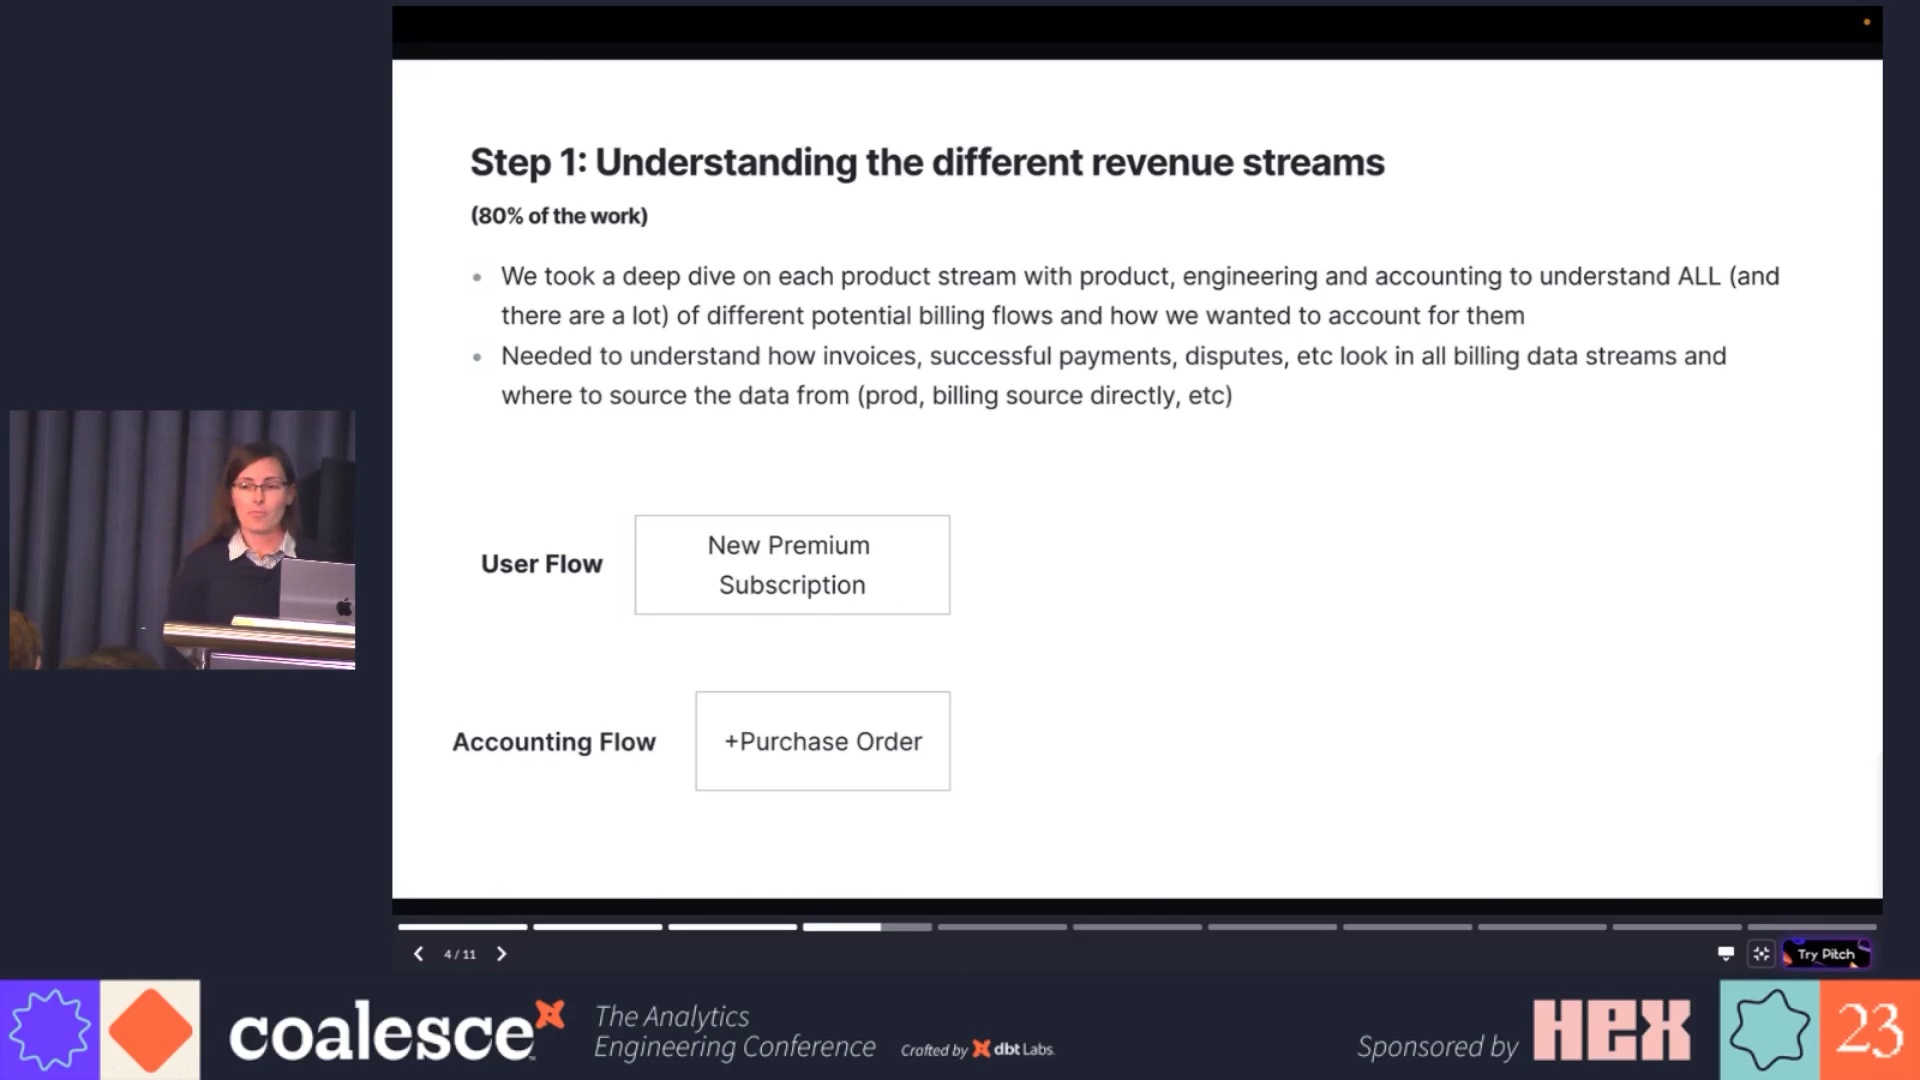 Step 1: Understanding the different revenue streams
(80% of the work)
• We took a deep dive on each product stream with product, engineering and accounting to understand ALL (and
there are a lot) of different potential billing flows and how we wanted to account for them
• Needed to understand how invoices, successful payments, disputes, etc look in all billing data streams and
where to source the data from (prod, billing source directly, etc)
User Flow
New Premium
Subscription
Accounting Flow
+Purchase Order
4 / 11
Try Pitch
coalesce
The Analytics
Engineering Conference
Crafted by dbt Labs
Sponsored by
HEX
23